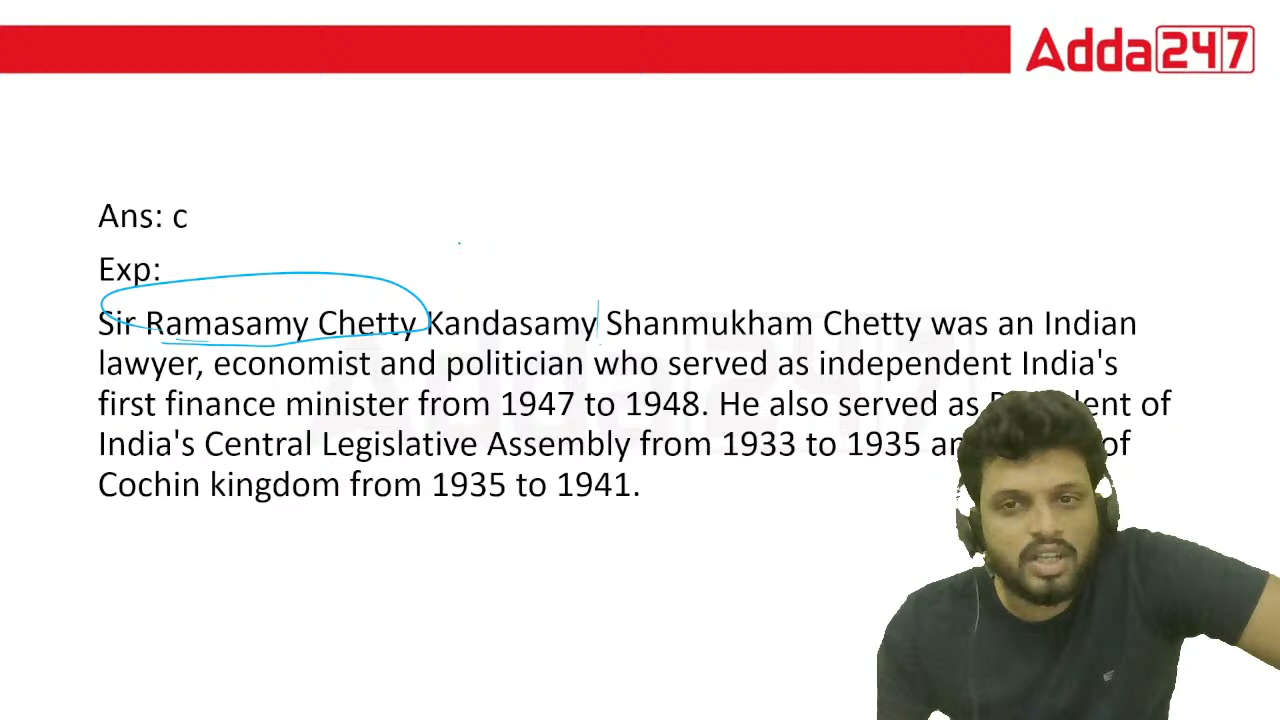 Adda247
Ans: c
Exp:
Sir Ramasamy Chetty Kandasamy Shanmukham Chetty was an Indian
lawyer, economist and politician who served as independent India's
first finance minister from 1947 to 1948. He also served as of
India's Central Legislative Assembly from 1933 to 1935 of
Cochin kingdom from 1935 to 1941.